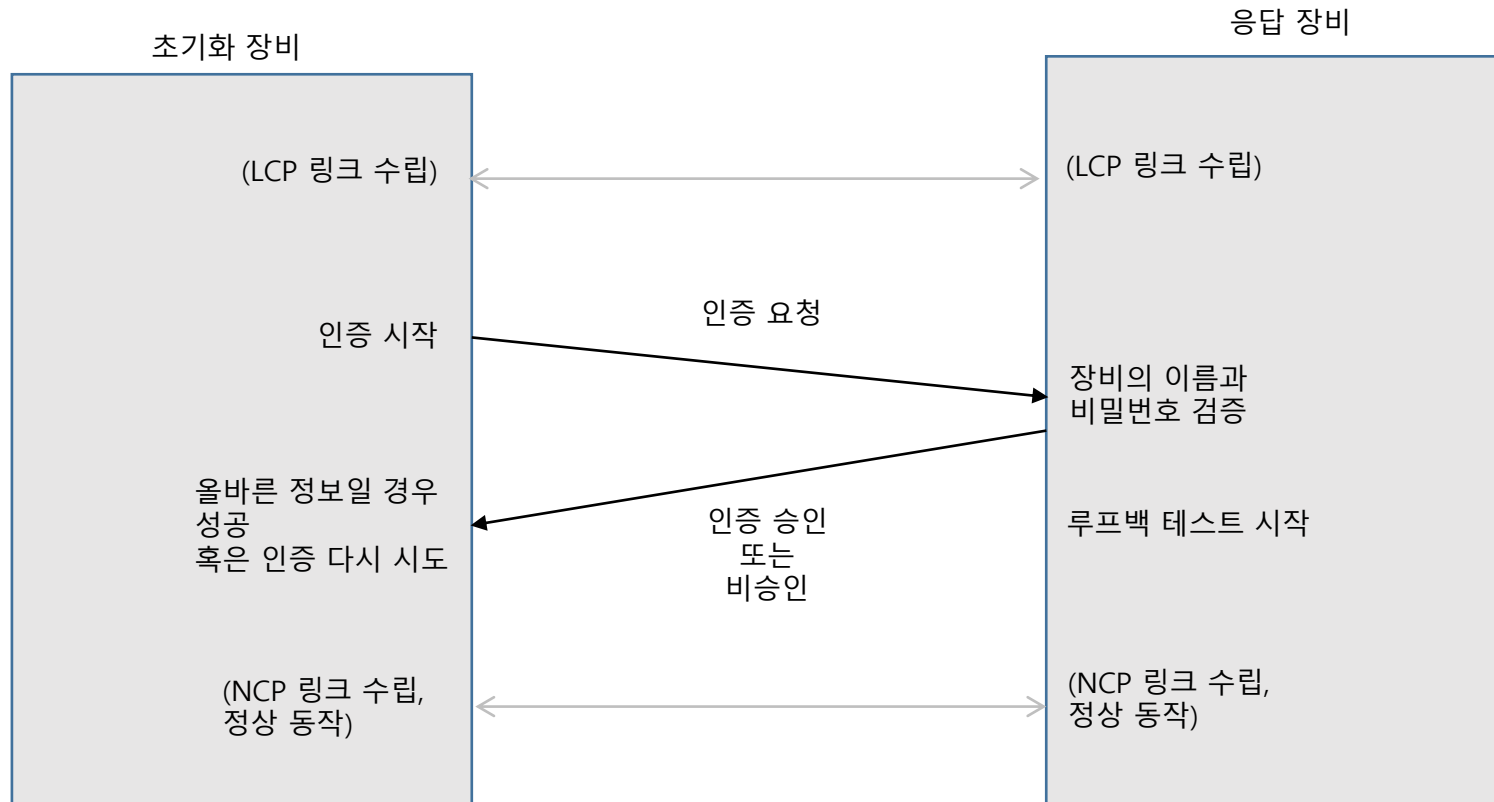 초기화 장비
응답 장비
(LCP 링크 수립)
(LCP 링크 수립)
인증 시작
인증 요청
장비의 이름과
비밀번호 검증
올바른 정보일 경우
성공
혹은 인증 다시 시도
인증 승인
또는
비승인
루프백 테스트 시작
(NCP 링크 수립,
정상 동작)
(NCP 링크 수립,
정상 동작)